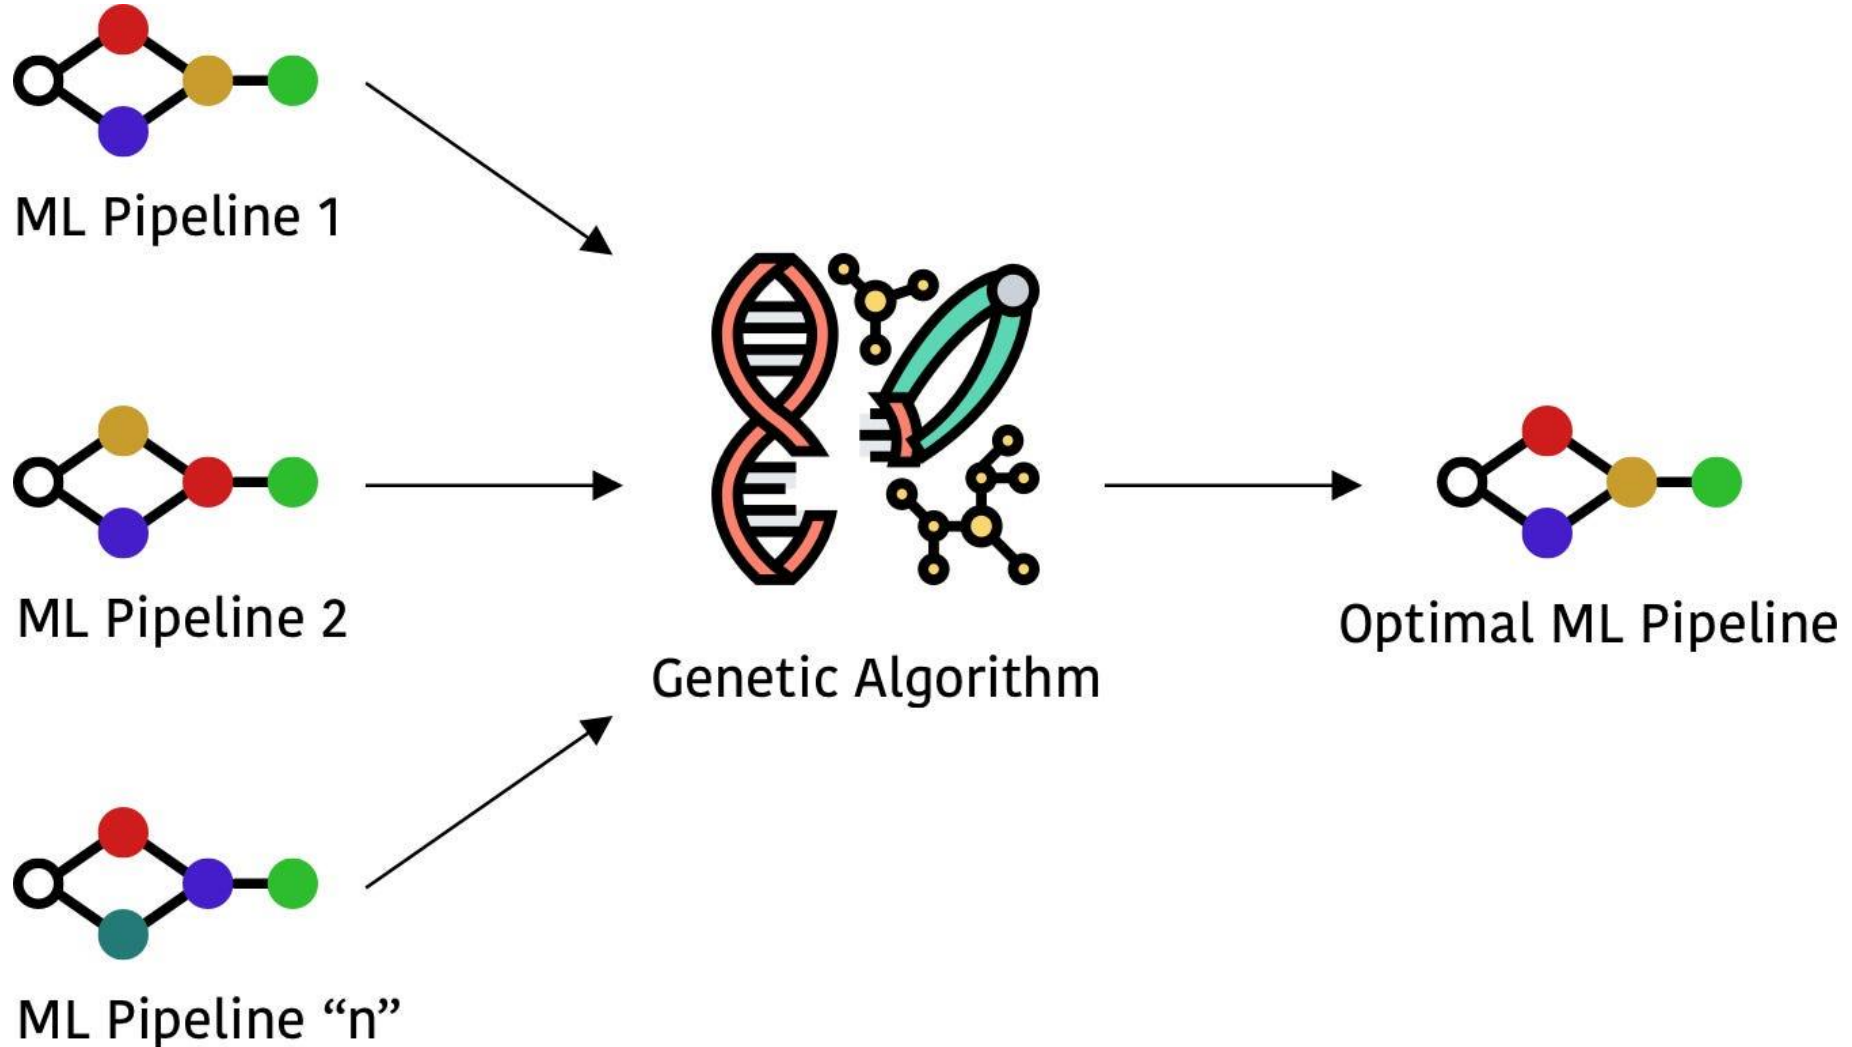 ML Pipeline 1
ML Pipeline 2
Genetic Algorithm
Optimal ML Pipeline
ML Pipeline “n”